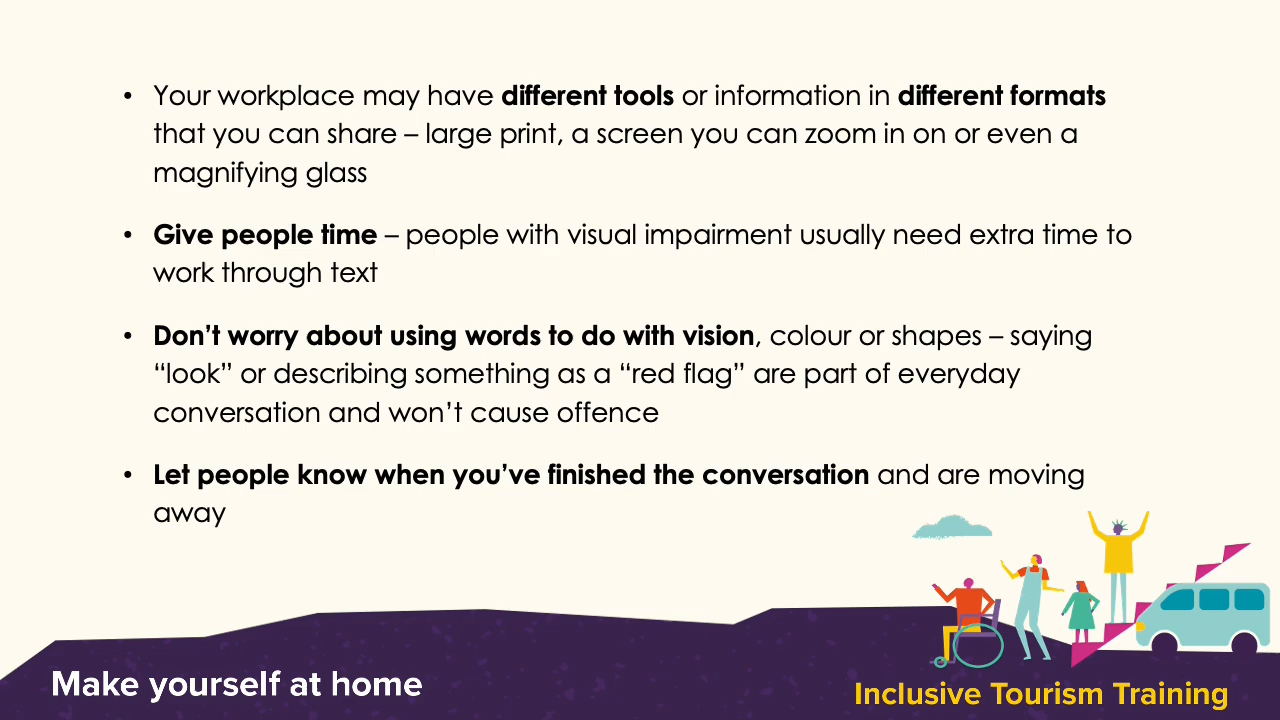 • Your workplace may have different tools or information in different formats
that you can share – large print, a screen you can zoom in on or even a
magnifying glass
• Give people time – people with visual impairment usually need extra time to
work through text
• Don’t worry about using words to do with vision, colour or shapes – saying
“look” or describing something as a “red flag” are part of everyday
conversation and won’t cause offence
• Let people know when you’ve finished the conversation and are moving
away
Make yourself at home
Inclusive Tourism Training